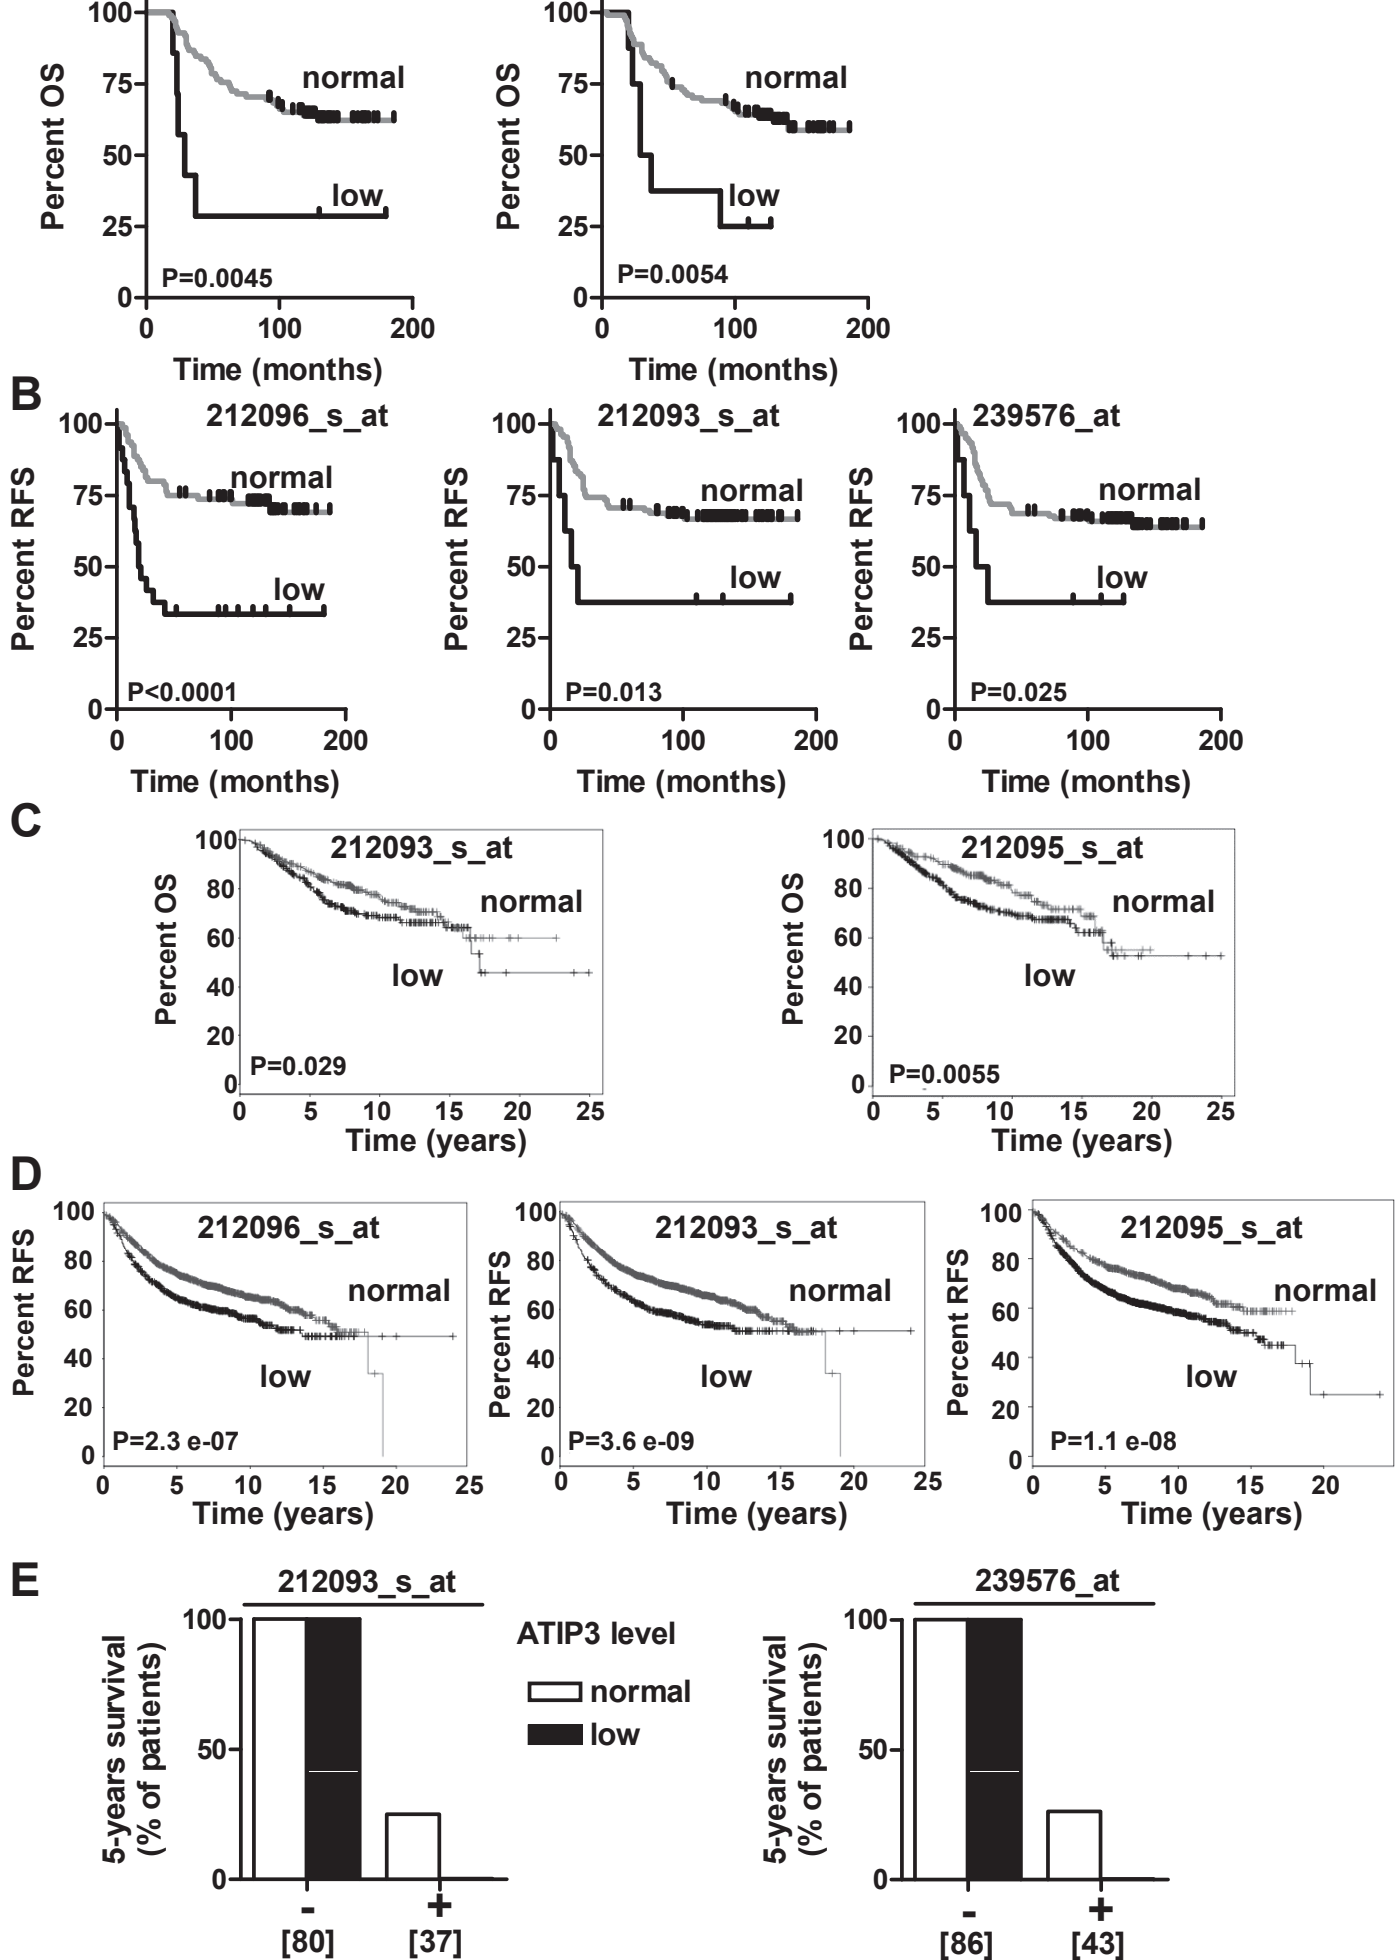 100
75
50
25
0
Percent OS
normal
low
P=0.0045
0 100 200
Time (months)
100
75
50
25
0
Percent OS
normal
low
P=0.0054
0 100 200
Time (months)
B
212096_s_at
100
75
50
25
0
Percent RFS
normal
low
P<0.0001
0 100 200
Time (months)
212093_s_at
100
75
50
25
0
Percent RFS
normal
low
P=0.013
0 100 200
Time (months)
239576_at
100
75
50
25
0
Percent RFS
normal
low
P=0.025
0 100 200
Time (months)
C
212093_s_at
100
80
60
40
20
0
Percent OS
normal
low
P=0.029
0 5 10 15 20 25
Time (years)
212095_s_at
100
80
60
40
20
0
Percent OS
normal
low
P=0.0055
0 5 10 15 20 25
Time (years)
D
212096_s_at
100
80
60
40
20
0
Percent RFS
normal
low
P=2.3 e-07
0 5 10 15 20 25
Time (years)
212093_s_at
100
80
60
40
20
0
Percent RFS
normal
low
P=3.6 e-09
0 5 10 15 20 25
Time (years)
212095_s_at
100
80
60
40
20
0
Percent RFS
normal
low
P=1.1 e-08
0 5 10 15 20
Time (years)
E
212093_s_at
100
50
0
5-years survival
(% of patients)
- +
[80] [37]
ATIP3 level
normal
low
239576_at
100
50
0
5-years survival
(% of patients)
- +
[86] [43]